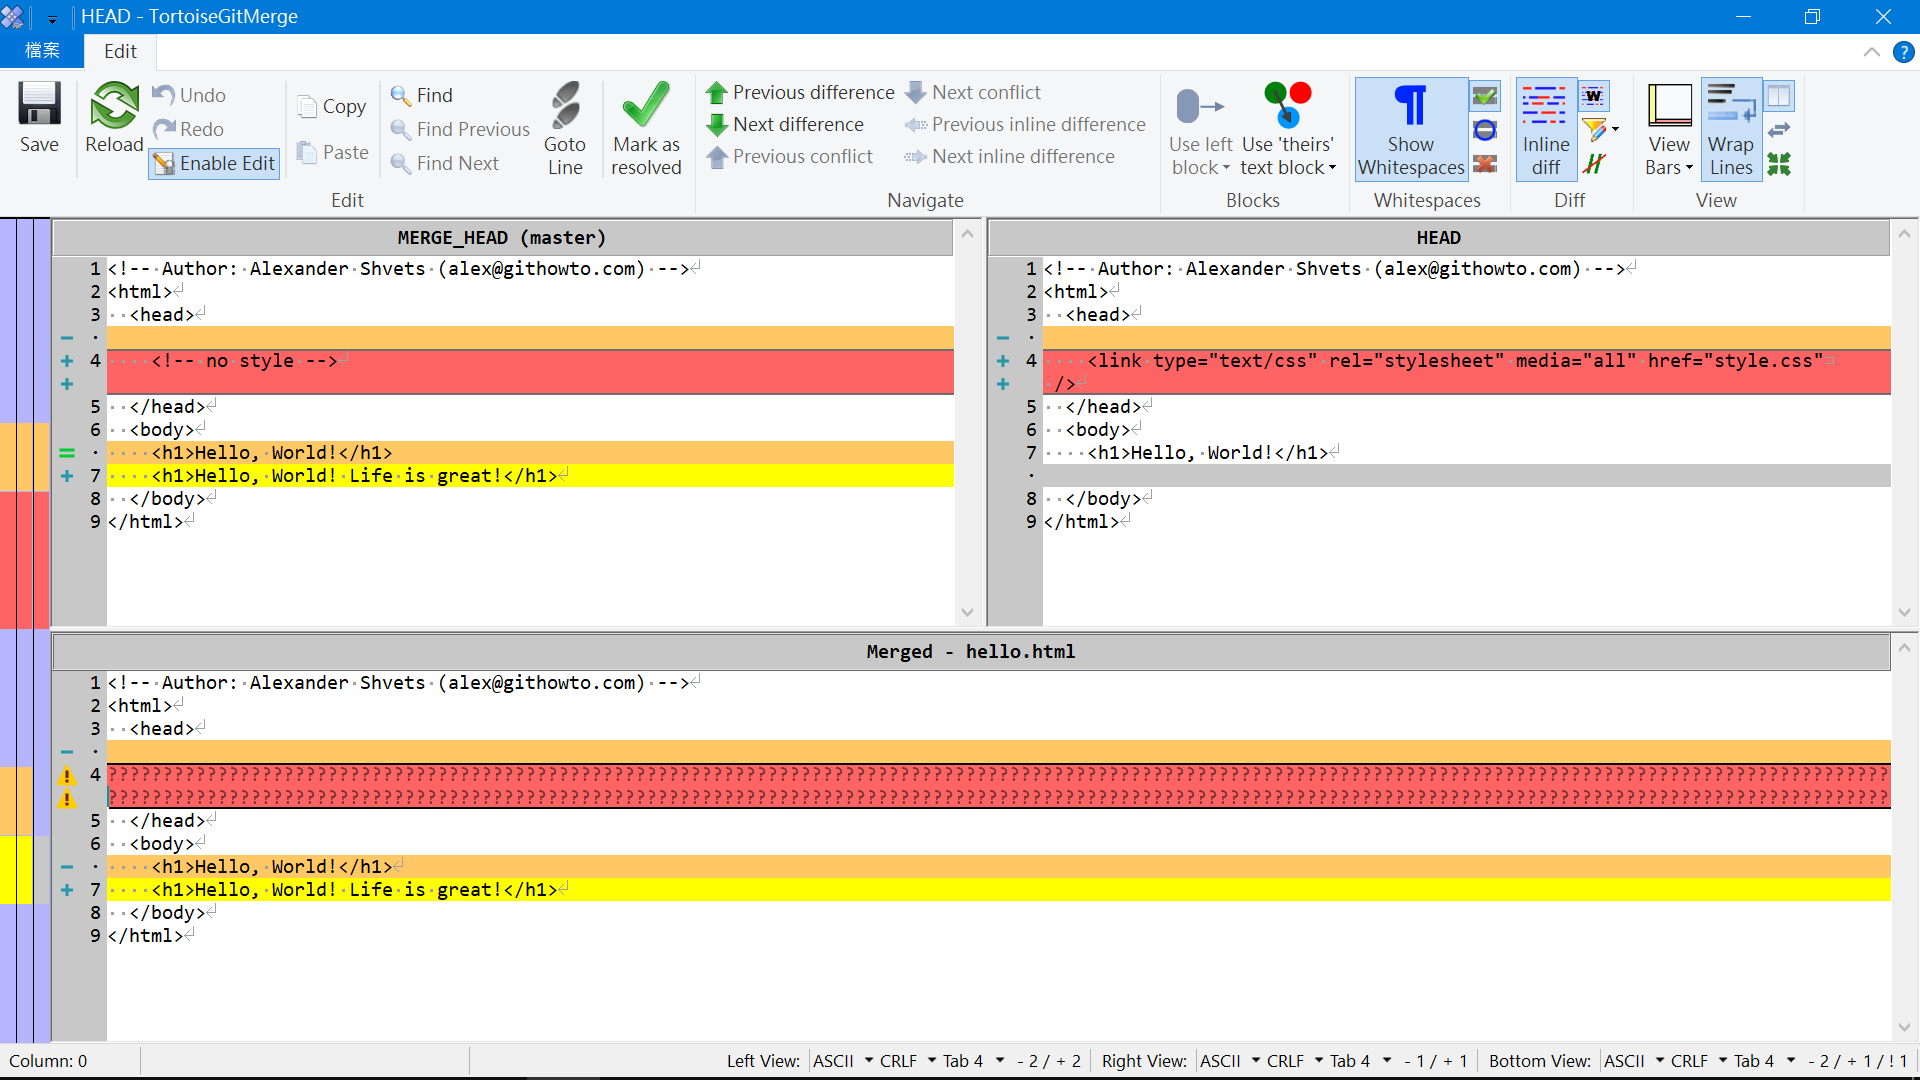 HEAD - TortoiseGitMerge
檔案
Edit
Save
Reload
Undo
Redo
Enable Edit
Copy
Paste
Find
Find Previous
Find Next
Goto
Line
Edit
Mark as
resolved
Previous difference
Next difference
Previous conflict
Next conflict
Previous inline difference
Next inline difference
Navigate
Use left
block
Use 'theirs'
text block
Blocks
Show
Whitespaces
Whitespaces
Inline
diff
W
Diff
View
Bars
Wrap
Lines
View
?
MERGE_HEAD (master)
1 <!-- Author: Alexander Shvets (alex@githowto.com) -->
2 <html>
3   <head>
4     <!-- no style -->
5   </head>
6   <body>
    <h1>Hello, World!</h1>
7     <h1>Hello, World! Life is great!</h1>
8   </body>
9 </html>
HEAD
1 <!-- Author: Alexander Shvets (alex@githowto.com) -->
2 <html>
3   <head>
4     <link type="text/css" rel="stylesheet" media="all" href="style.css"
/>
5   </head>
6   <body>
7     <h1>Hello, World!</h1>
8   </body>
9 </html>
Merged - hello.html
1 <!-- Author: Alexander Shvets (alex@githowto.com) -->
2 <html>
3   <head>
4
5   </head>
6   <body>
    <h1>Hello, World!</h1>
7     <h1>Hello, World! Life is great!</h1>
8   </body>
9 </html>
Column: 0
Left View: ASCII CRLF Tab 4 - 2 / + 2
Right View: ASCII CRLF Tab 4 - 1 / + 1
Bottom View: ASCII CRLF Tab 4 - 2 / + 1 / ! 1